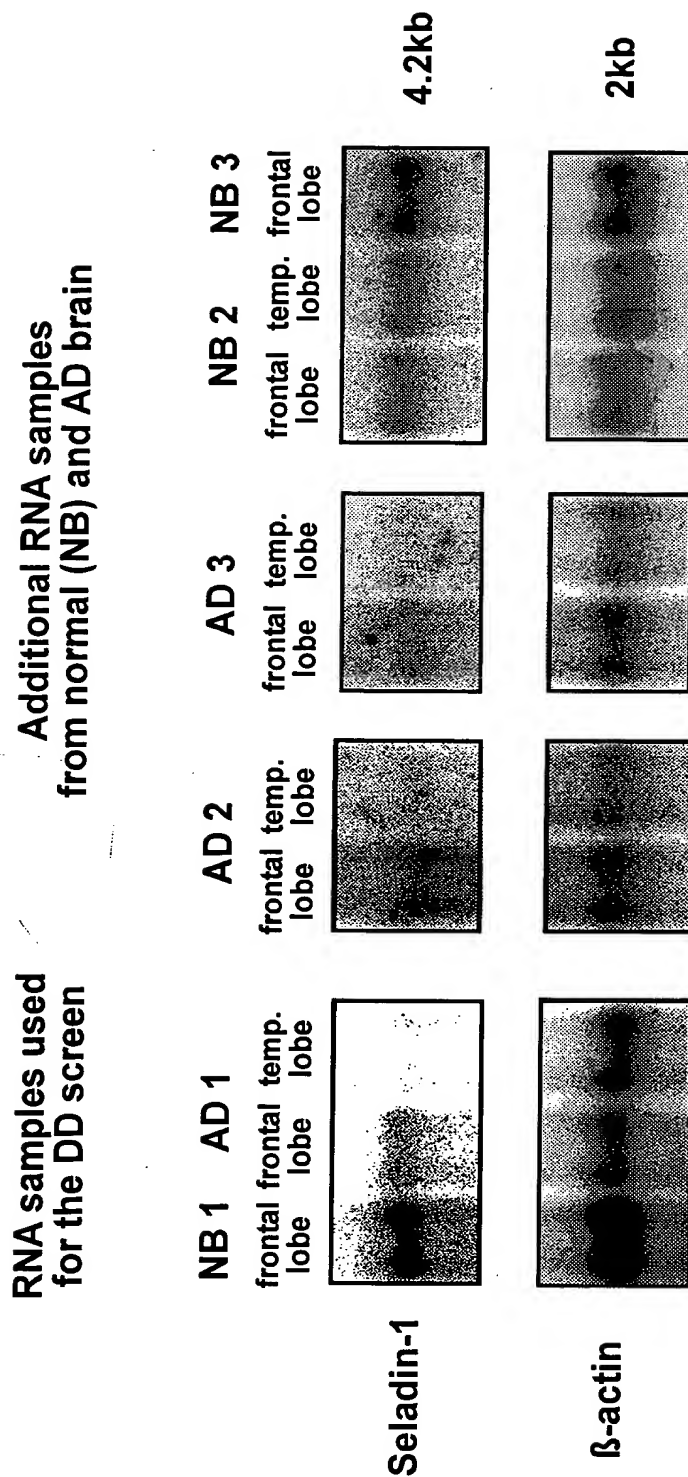 RNA samples used
for the DD screen
Additional RNA samples
from normal (NB) and AD brain
NB 1 AD 1 AD 2 AD 3 NB 2 NB 3
frontal frontal temp. frontal temp. frontal temp. frontal temp. frontal
lobe lobe lobe lobe lobe lobe lobe lobe lobe lobe
Seladin-1 4.2kb
ß-actin 2kb